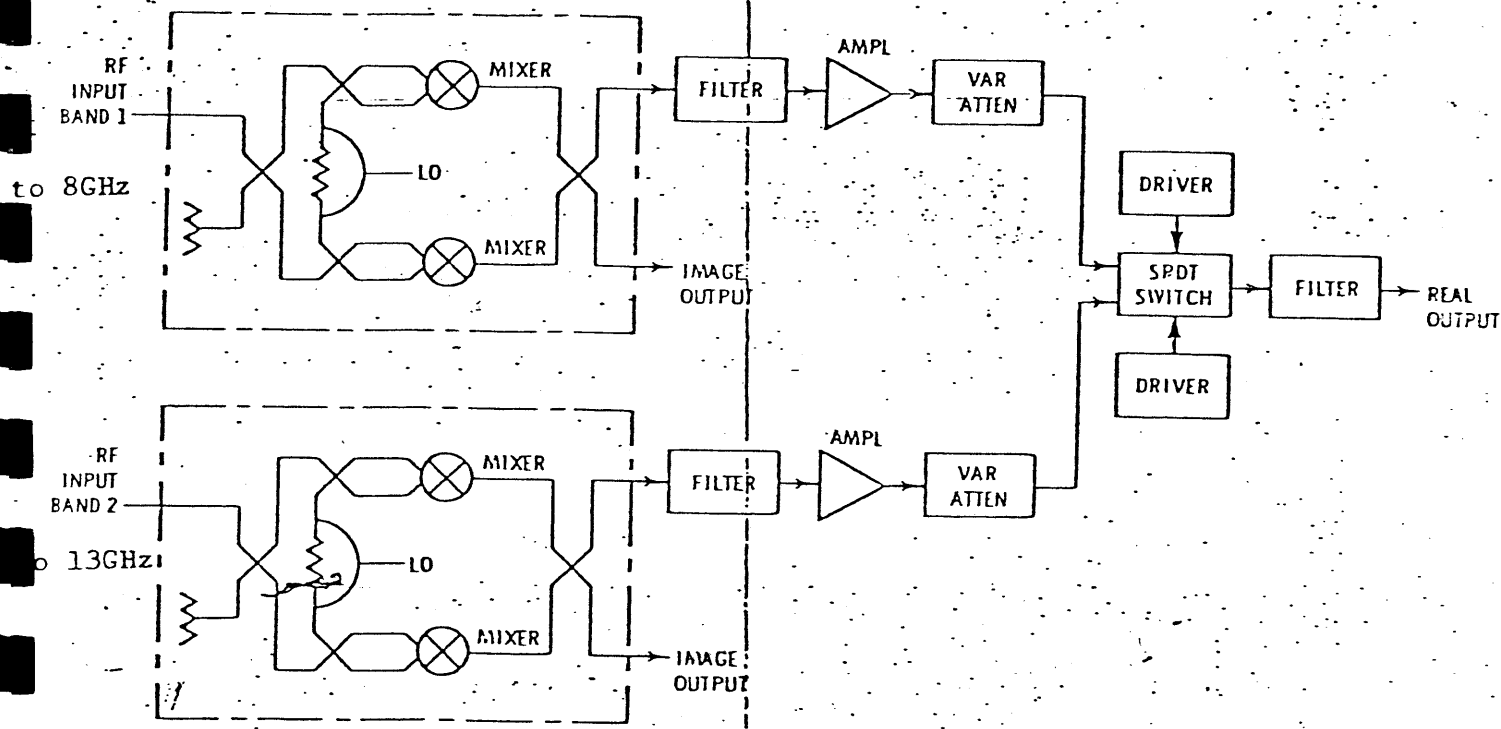 RF
INPUT
BAND 1
to 8GHz
MIXER
LO
MIXER
IMAGE
OUTPUT
FILTER
AMPL
VAR
ATTEN
DRIVER
SPDT
SWITCH
DRIVER
FILTER
REAL
OUTPUT
RF
INPUT
BAND 2
o 13GHz
MIXER
LO
MIXER
IMAGE
OUTPUT
FILTER
AMPL
VAR
ATTEN